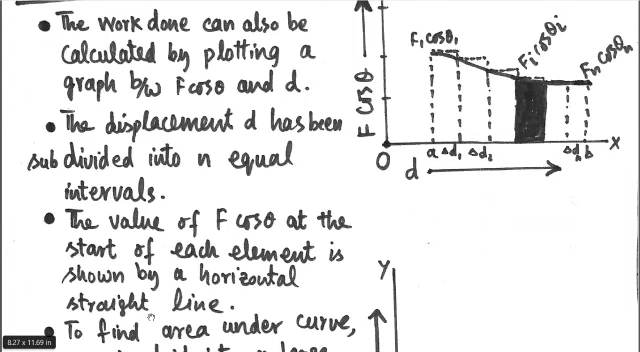 • The work done can also be
calculated by plotting a
graph b/w Fcosθ and d.
• The displacement d has been
sub divided into n equal
intervals.
• The value of F cosθ at the
start of each element is
shown by a horizontal
straight line.
• To find area under curve,
F₁cosθ₁
Fᵢcosθᵢ
Fₙcosθₙ
F cosθ
O
a Δd₁ Δd₂ Δdₙ b
X
d
Y
8.27 x 11.69 in